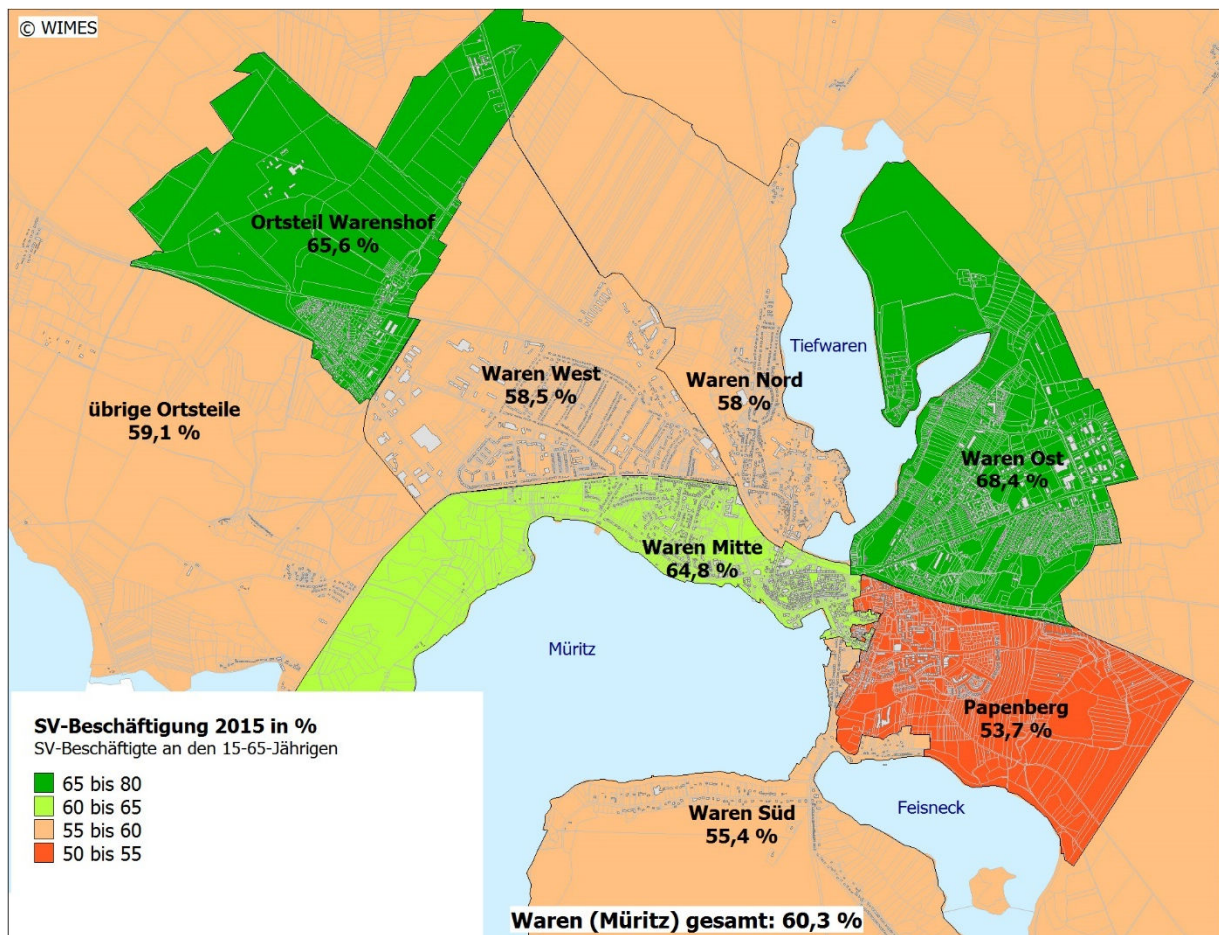 © WIMES
Ortsteil Warenshof
65,6 %
Tiefwaren
Waren West
58,5 %
Waren Nord
58 %
übrige Ortsteile
59,1 %
Waren Ost
68,4 %
Waren Mitte
64,8 %
Müritz
Papenberg
53,7 %
SV-Beschäftigung 2015 in %
SV-Beschäftigte an den 15-65-Jährigen
65 bis 80
60 bis 65
55 bis 60
50 bis 55
Waren Süd
55,4 %
Feisneck
Waren (Müritz) gesamt: 60,3 %